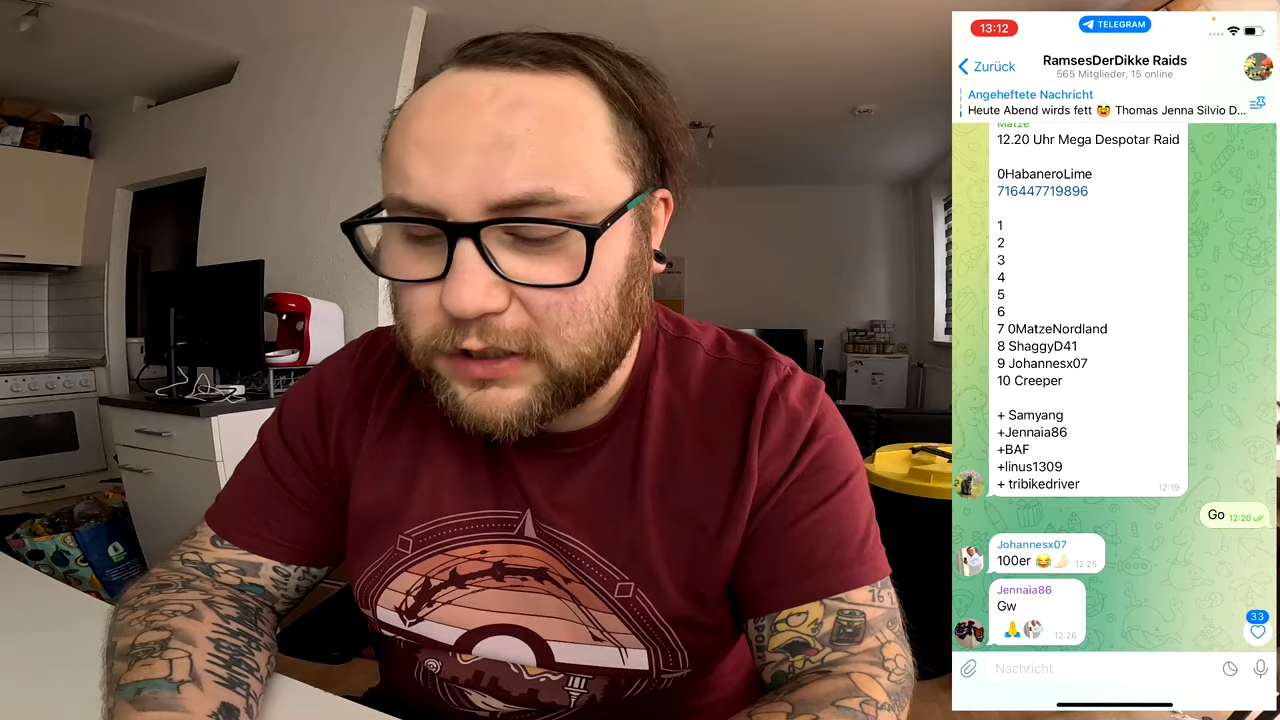 13:12
TELEGRAM
Zurück
RamsesDerDikke Raids
565 Mitglieder, 15 online
Angeheftete Nachricht
Heute Abend wirds fett 🤓 Thomas Jenna Silvio D...
Matze
12.20 Uhr Mega Despotar Raid
0HabaneroLime
716447719896
1
2
3
4
5
6
7 0MatzeNordland
8 ShaggyD41
9 Johannesx07
10 Creeper
+ Samyang
+Jennaia86
+BAF
+linus1309
+ tribikedriver
12:19
Go 12:20
Johannesx07
100er 😂🤌🏻 12:25
Jennaia86
Gw
🙏 12:26
33
Nachricht